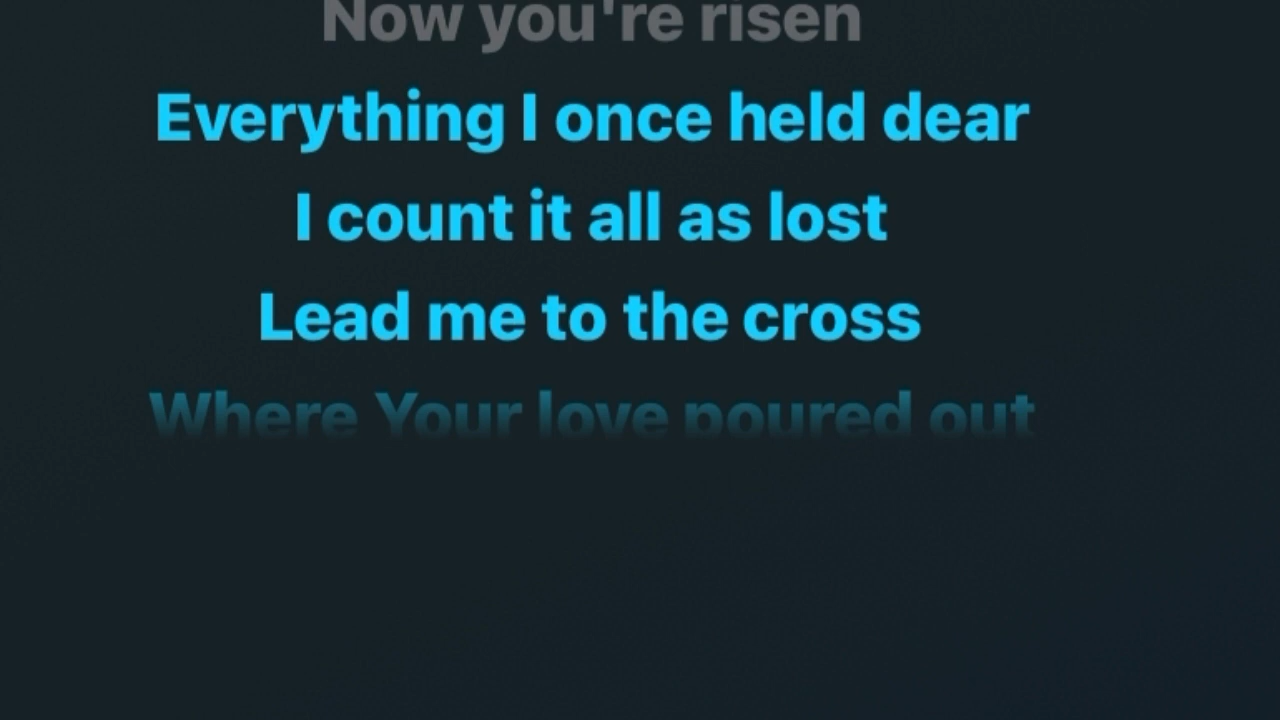 Now you're risen
Everything I once held dear
I count it all as lost
Lead me to the cross
Where Your love poured out